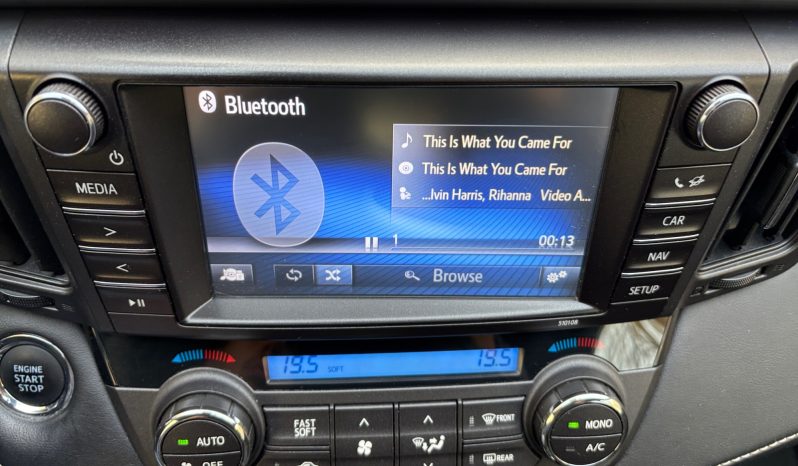 Bluetooth
This Is What You Came For
This Is What You Came For
...lvin Harris, Rihanna Video A...
1 00:13
Browse
MEDIA
>
<
CAR
NAV
SETUP
510108
ENGINE
START
STOP
19.5 SOFT 19.5
FAST
SOFT
FRONT
REAR
AUTO
OFF
MONO
A/C